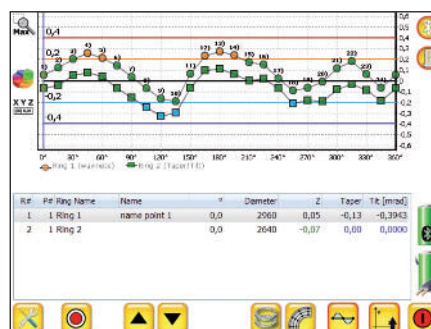 Max
0,4
0,2
-0,2
-0,4
0,6
0,5
0,4
0,3
0,2
0,1
0,0
-0,1
-0,2
-0,3
-0,4
-0,5
-0,6
XYZ
0° 30° 60° 90° 120° 150° 180° 210° 240° 270° 300° 330° 360°
Ring 1 (Waviness) Ring 2 (Taper/Tilt)
R# P# Ring Name Name ° Diameter Z Taper Tilt [mrad]
1 1 Ring 1 name point 1 0,0 2960 0,05 -0,13 -0,3943
2 1 Ring 2 0,0 2640 -0,07 0,00 0,0000